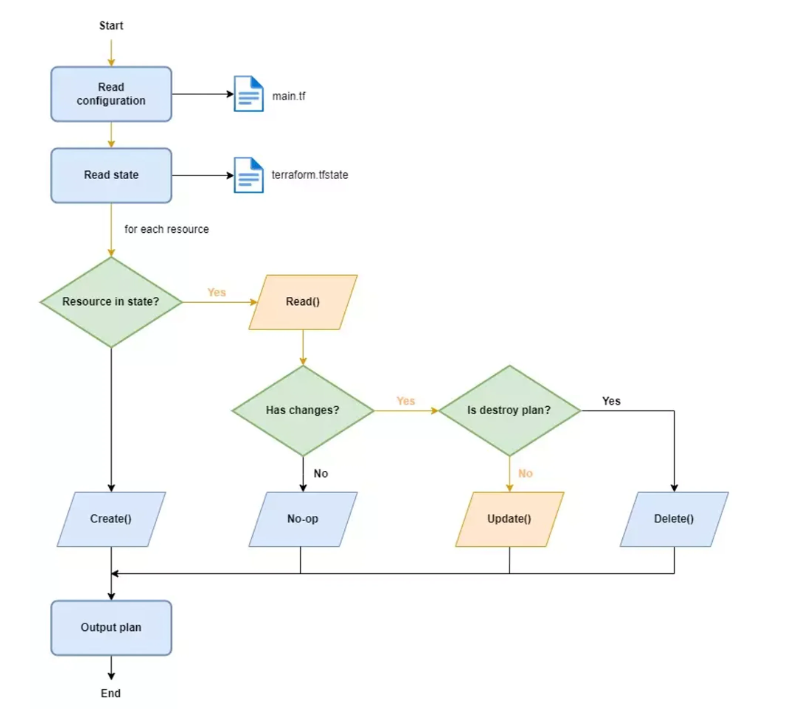 Start
Read
configuration
main.tf
Read state
terraform.tfstate
for each resource
Resource in state?
Yes
Read()
Has changes?
Yes
Is destroy plan?
Yes
No
No
Create()
No-op
Update()
Delete()
Output plan
End